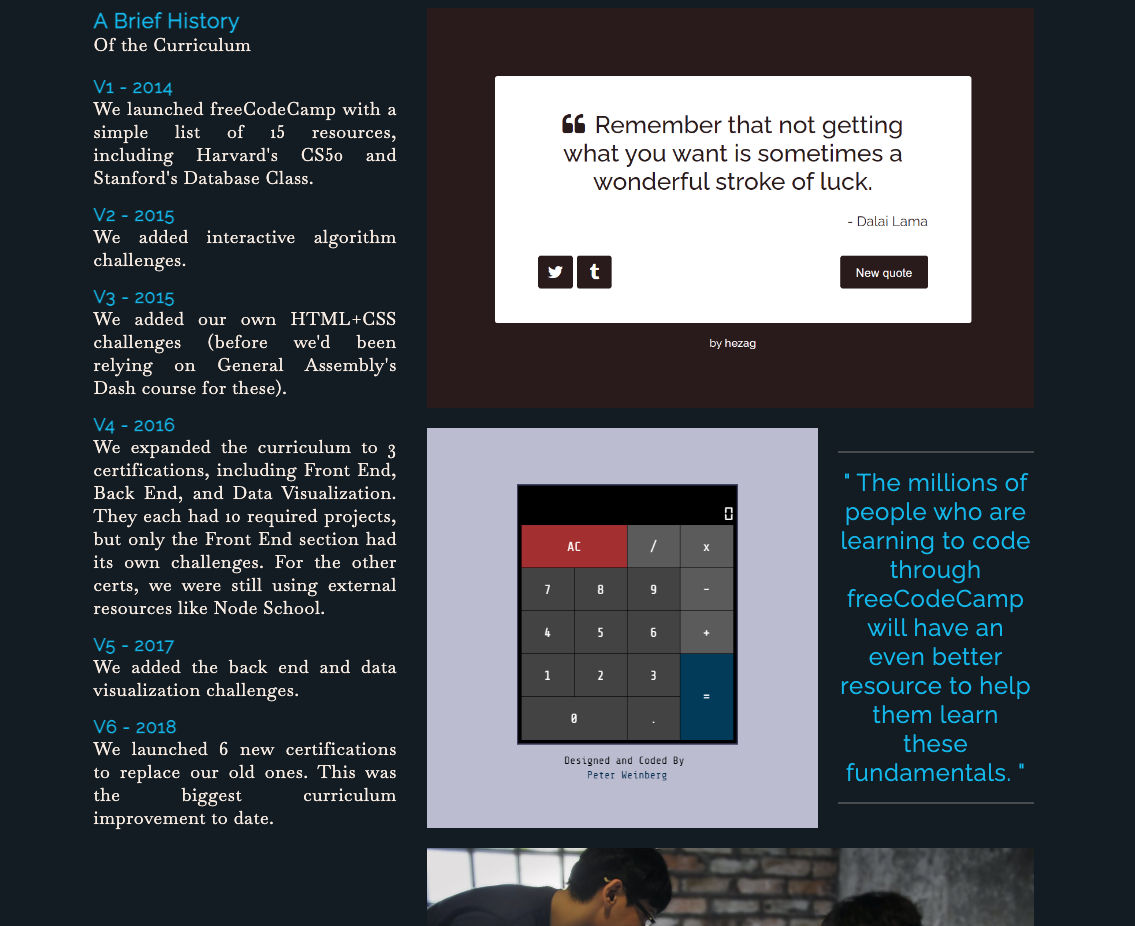 A Brief History
Of the Curriculum
V1 - 2014
We launched freeCodeCamp with a
simple list of 15 resources,
including Harvard's CS50 and
Stanford's Database Class.
V2 - 2015
We added interactive algorithm
challenges.
V3 - 2015
We added our own HTML+CSS
challenges (before we'd been
relying on General Assembly's
Dash course for these).
V4 - 2016
We expanded the curriculum to 3
certifications, including Front End,
Back End, and Data Visualization.
They each had 10 required projects,
but only the Front End section had
its own challenges. For the other
certs, we were still using external
resources like Node School.
V5 - 2017
We added the back end and data
visualization challenges.
V6 - 2018
We launched 6 new certifications
to replace our old ones. This was
the biggest curriculum
improvement to date.
❝ Remember that not getting
what you want is sometimes a
wonderful stroke of luck.
- Dalai Lama
t
New quote
by hezag
0
AC / x
7 8 9 -
4 5 6 +
1 2 3
=
0 .
Designed and Coded By
Peter Weinberg
" The millions of
people who are
learning to code
through
freeCodeCamp
will have an
even better
resource to help
them learn
these
fundamentals. "